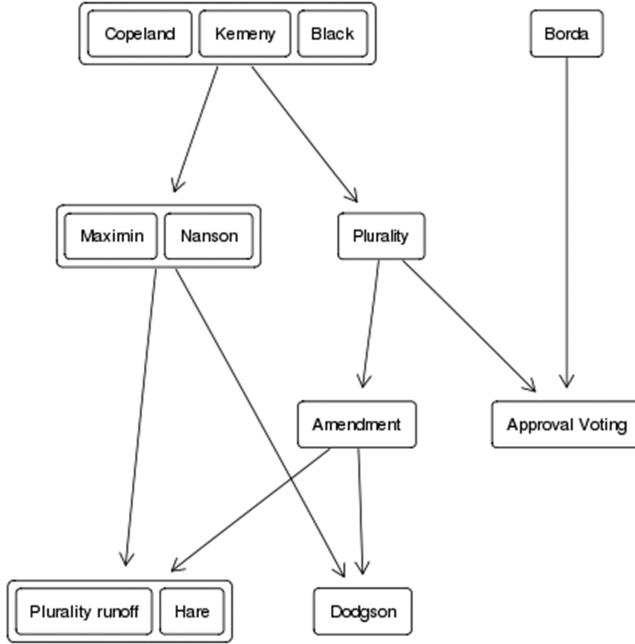 Copeland Kemeny Black Borda
Maximin Nanson Plurality
Amendment Approval Voting
Plurality runoff Hare Dodgson